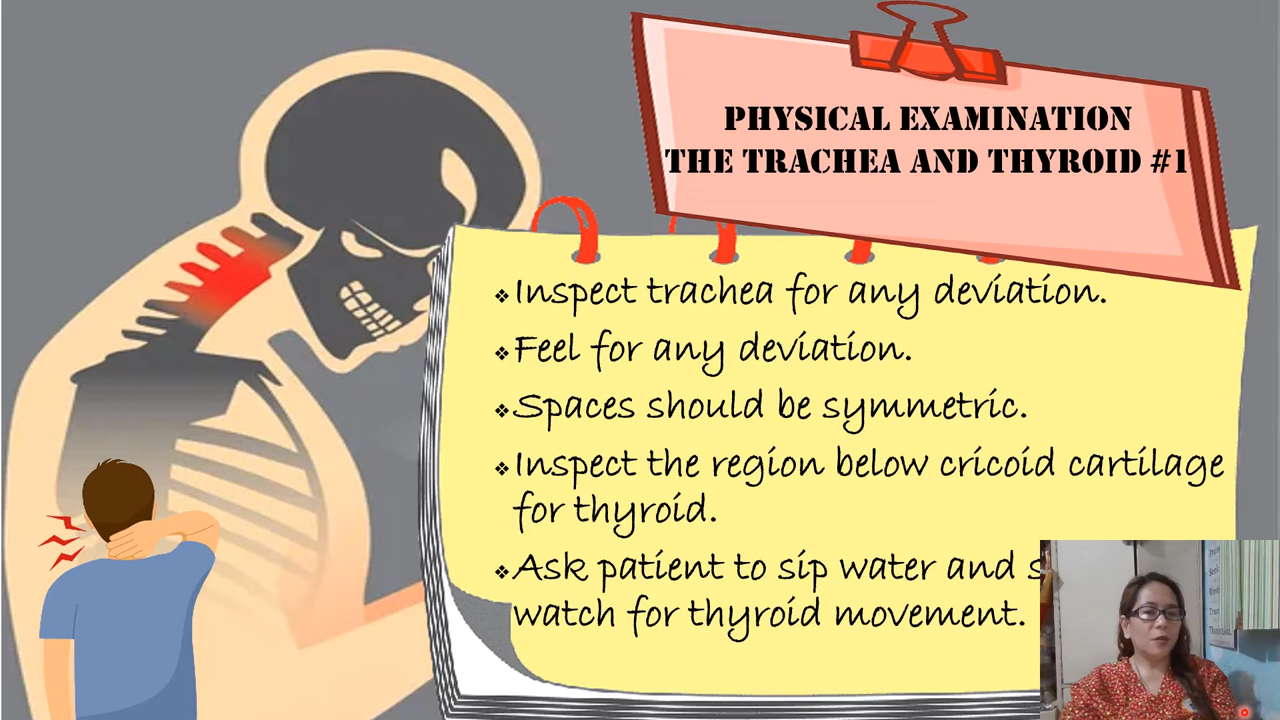 PHYSICAL EXAMINATION
THE TRACHEA AND THYROID #1
❖Inspect trachea for any deviation.
❖Feel for any deviation.
❖Spaces should be symmetric.
❖Inspect the region below cricoid cartilage
for thyroid.
❖Ask patient to sip water and
watch for thyroid movement.